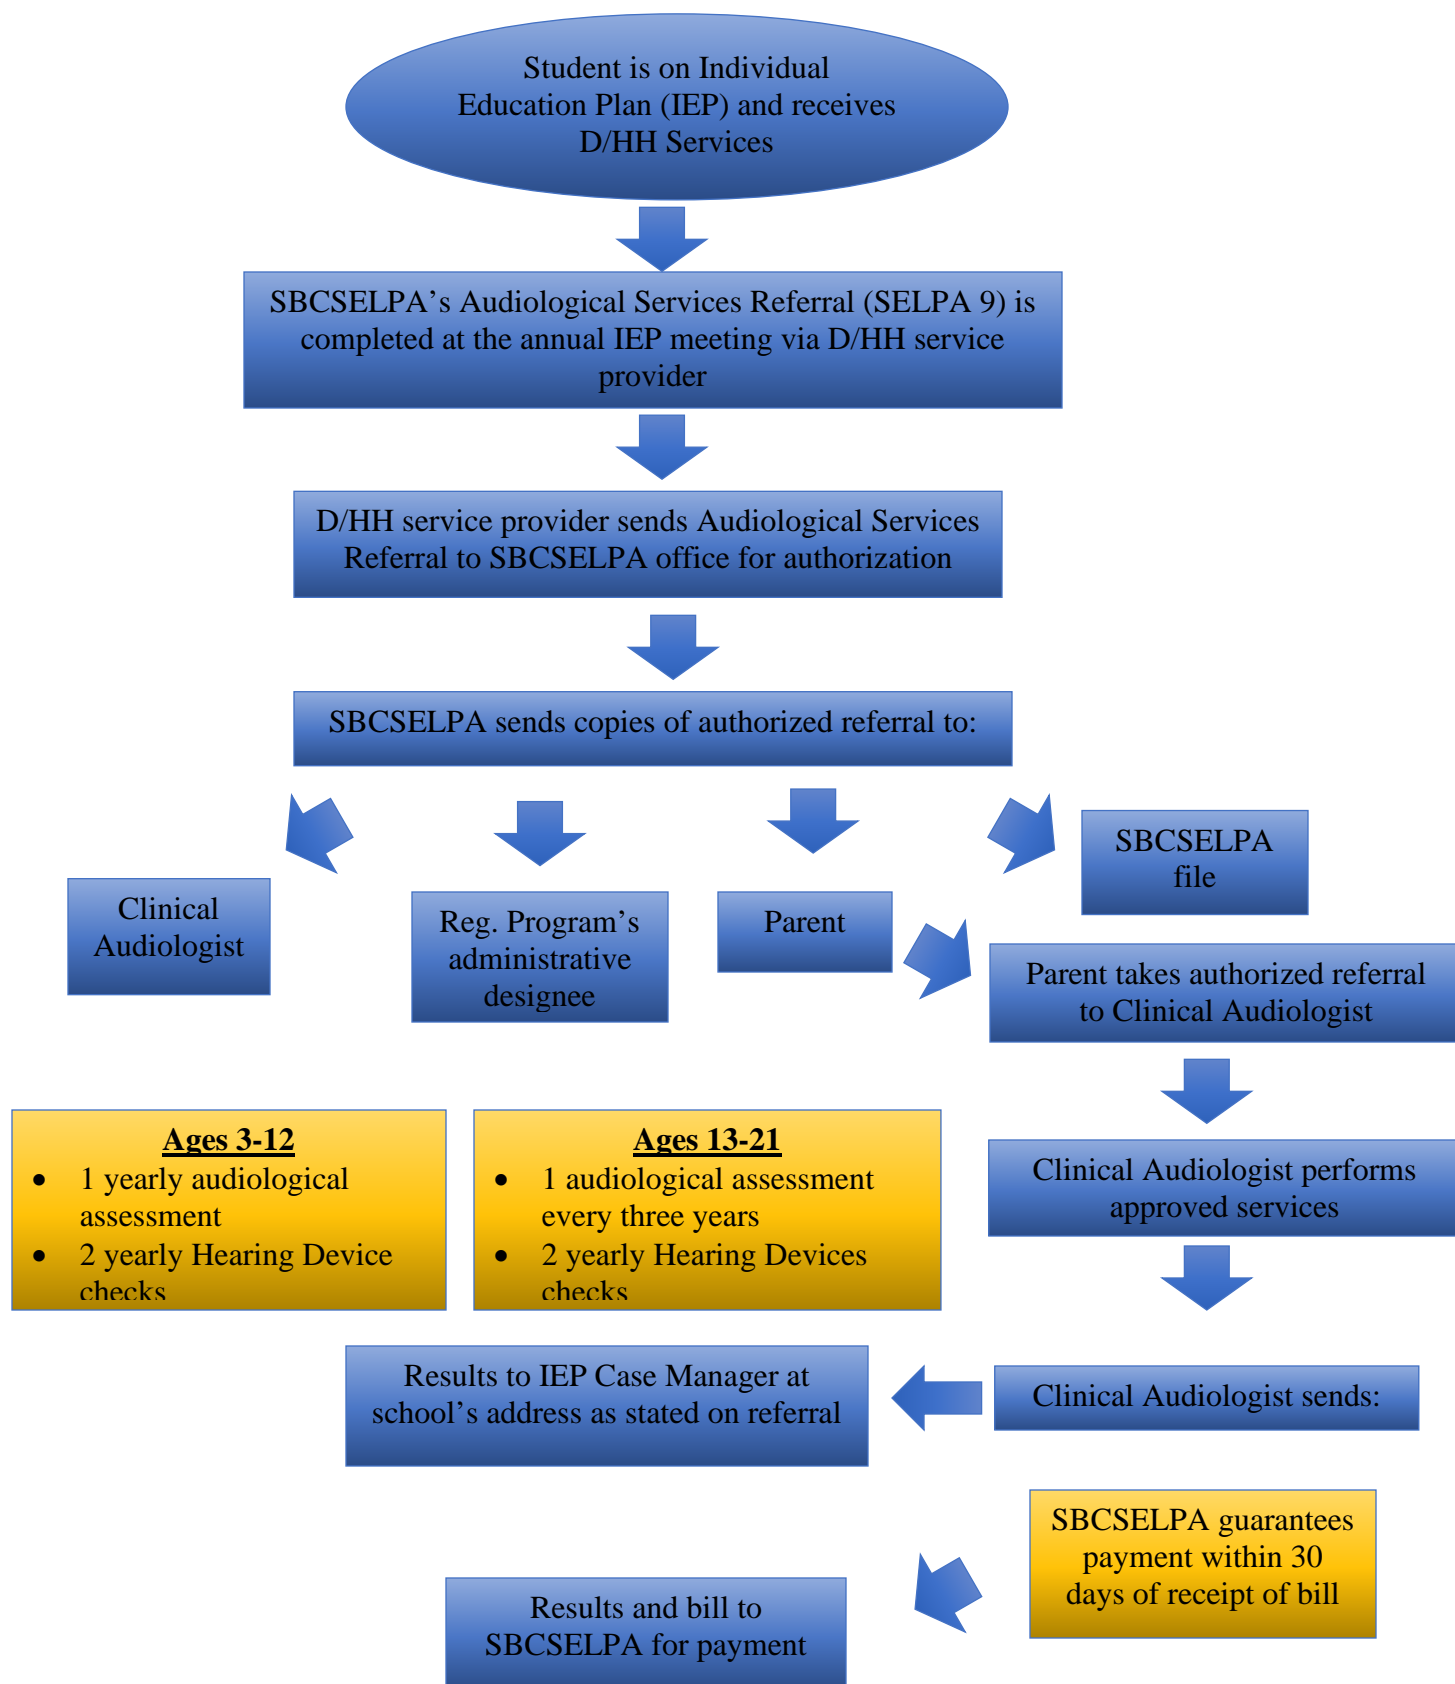 Student is on Individual
Education Plan (IEP) and receives
D/HH Services
SBCSELPA’s Audiological Services Referral (SELPA 9) is
completed at the annual IEP meeting via D/HH service
provider
D/HH service provider sends Audiological Services
Referral to SBCSELPA office for authorization
SBCSELPA sends copies of authorized referral to:
Clinical
Audiologist
Reg. Program’s
administrative
designee
Parent
SBCSELPA
file
Parent takes authorized referral
to Clinical Audiologist
Ages 3-12
• 1 yearly audiological
assessment
• 2 yearly Hearing Device
checks
Ages 13-21
• 1 audiological assessment
every three years
• 2 yearly Hearing Devices
checks
Clinical Audiologist performs
approved services
Clinical Audiologist sends:
Results to IEP Case Manager at
school’s address as stated on referral
SBCSELPA guarantees
payment within 30
days of receipt of bill
Results and bill to
SBCSELPA for payment